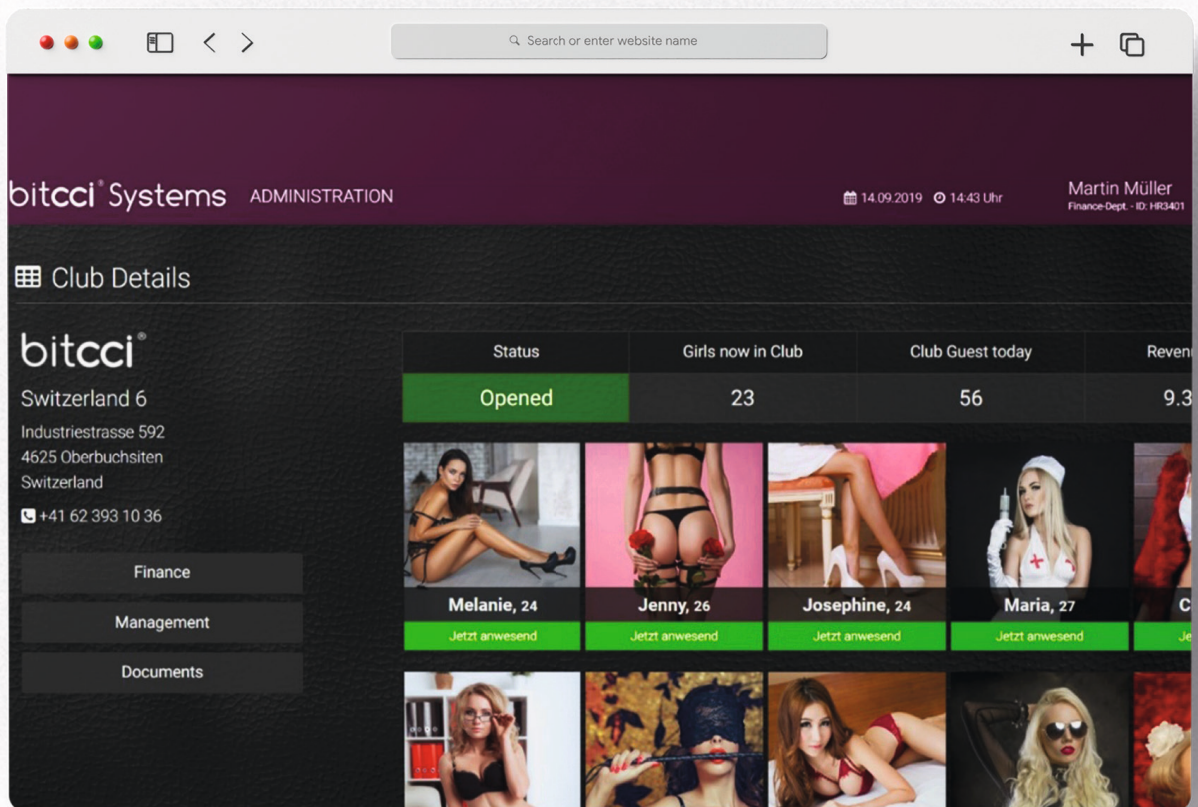 Search or enter website name
bitcci® Systems ADMINISTRATION
14.09.2019 14:43 Uhr
Martin Müller
Finance-Dept. - ID: HR3401
Club Details
bitcci®
Switzerland 6
Industriestrasse 592
4625 Oberbuchsiten
Switzerland
+41 62 393 10 36
Finance
Management
Documents
Status Girls now in Club Club Guest today
Opened 23 56 9.3
Melanie, 24 Jenny, 26 Josephine, 24 Maria, 27 C
Jetzt anwesend Jetzt anwesend Jetzt anwesend Jetzt anwesend Je